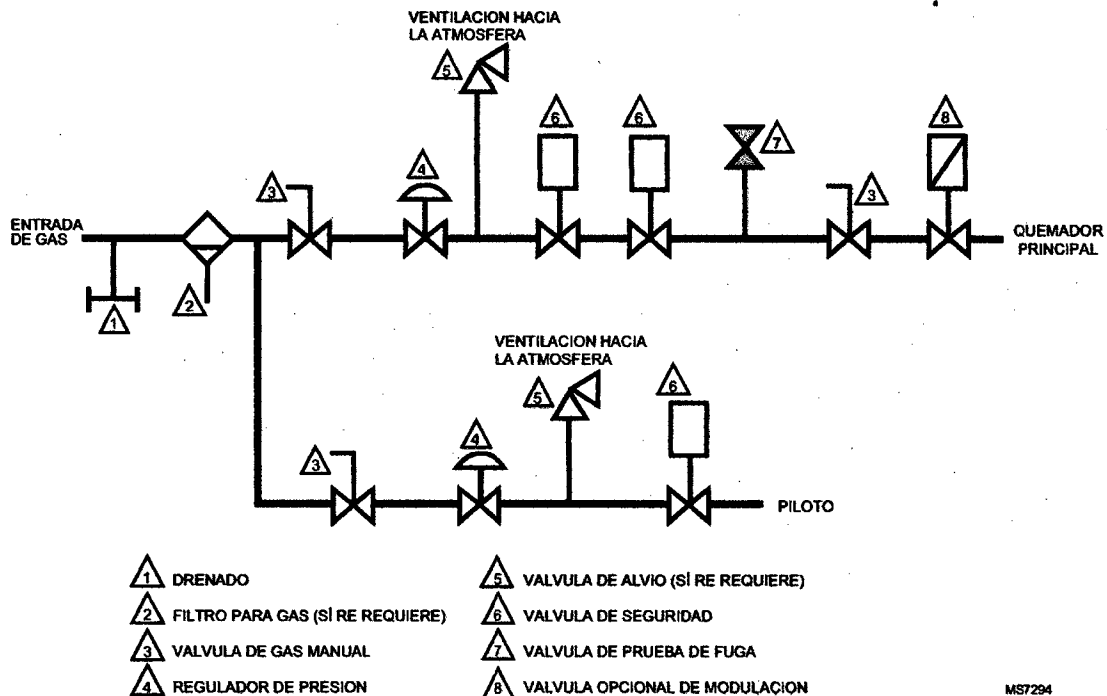 VENTILACION HACIA
LA ATMOSFERA
5
6
6
7
8
3
4
3
ENTRADA
DE GAS
QUEMADOR
PRINCIPAL
1
2
VENTILACION HACIA
LA ATMOSFERA
5
6
3
4
PILOTO
1 DRENADO
2 FILTRO PARA GAS (SÍ RE REQUIERE)
3 VALVULA DE GAS MANUAL
4 REGULADOR DE PRESION
5 VALVULA DE ALVIO (SÍ RE REQUIERE)
6 VALVULA DE SEGURIDAD
7 VALVULA DE PRUEBA DE FUGA
8 VALVULA OPCIONAL DE MODULACION
MS7294